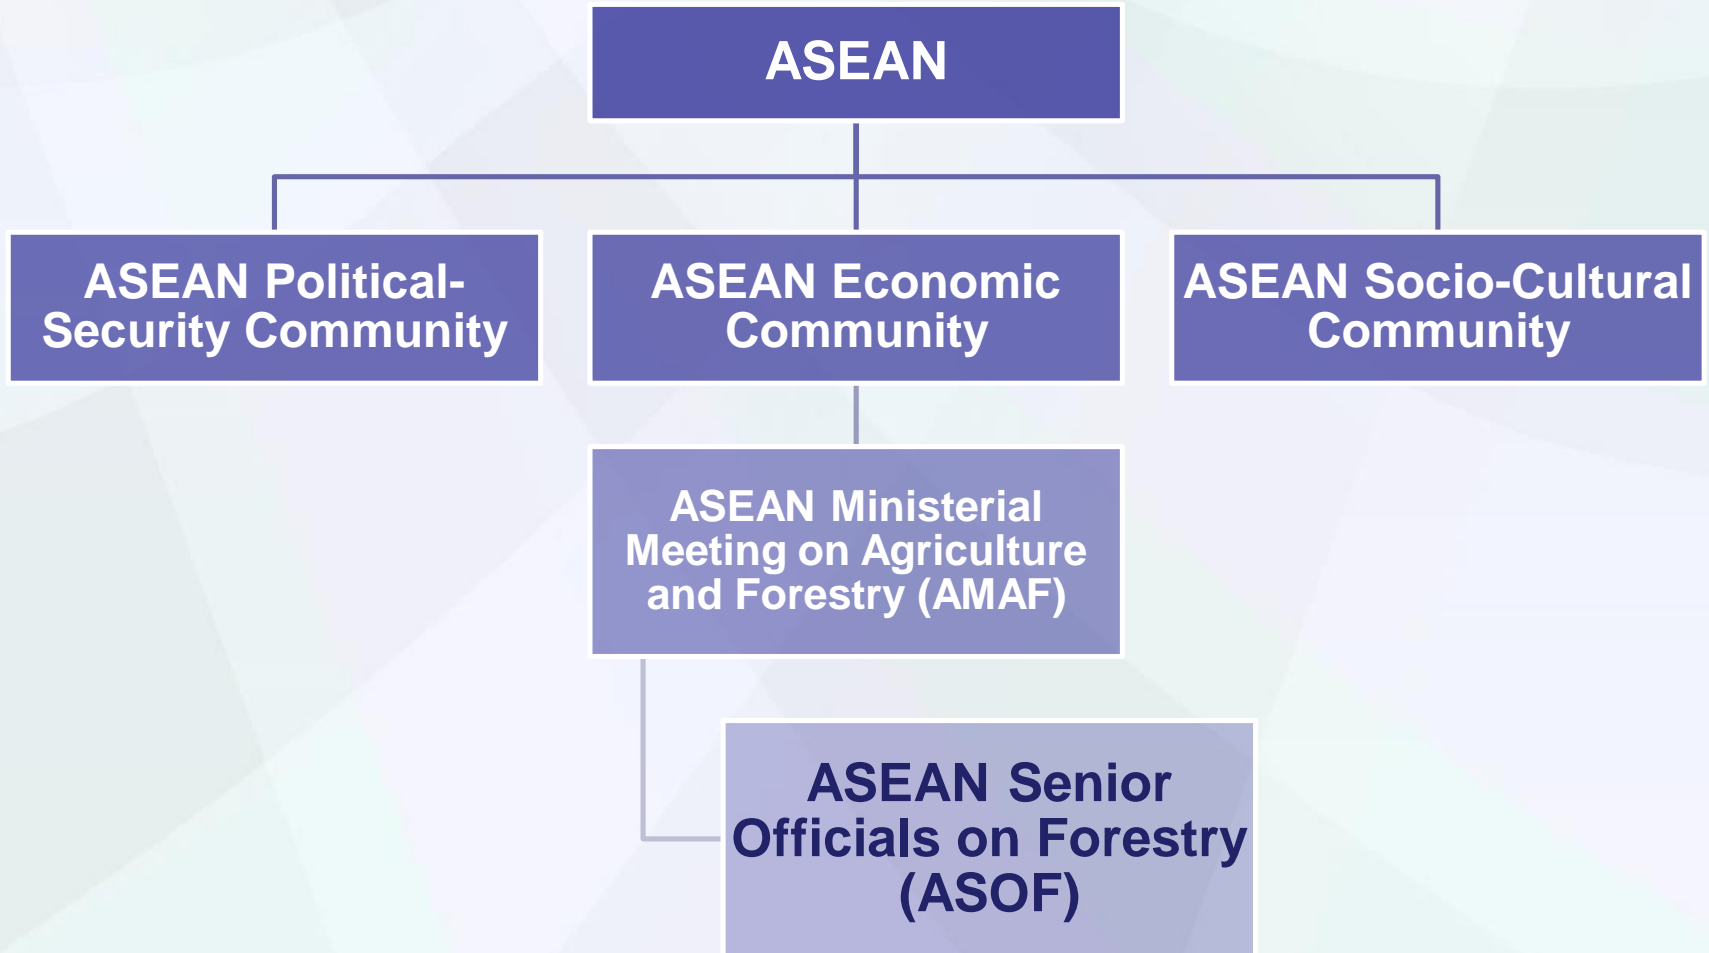 ASEAN
ASEAN Political-
Security Community
ASEAN Economic
Community
ASEAN Socio-Cultural
Community
ASEAN Ministerial
Meeting on Agriculture
and Forestry (AMAF)
ASEAN Senior
Officials on Forestry
(ASOF)